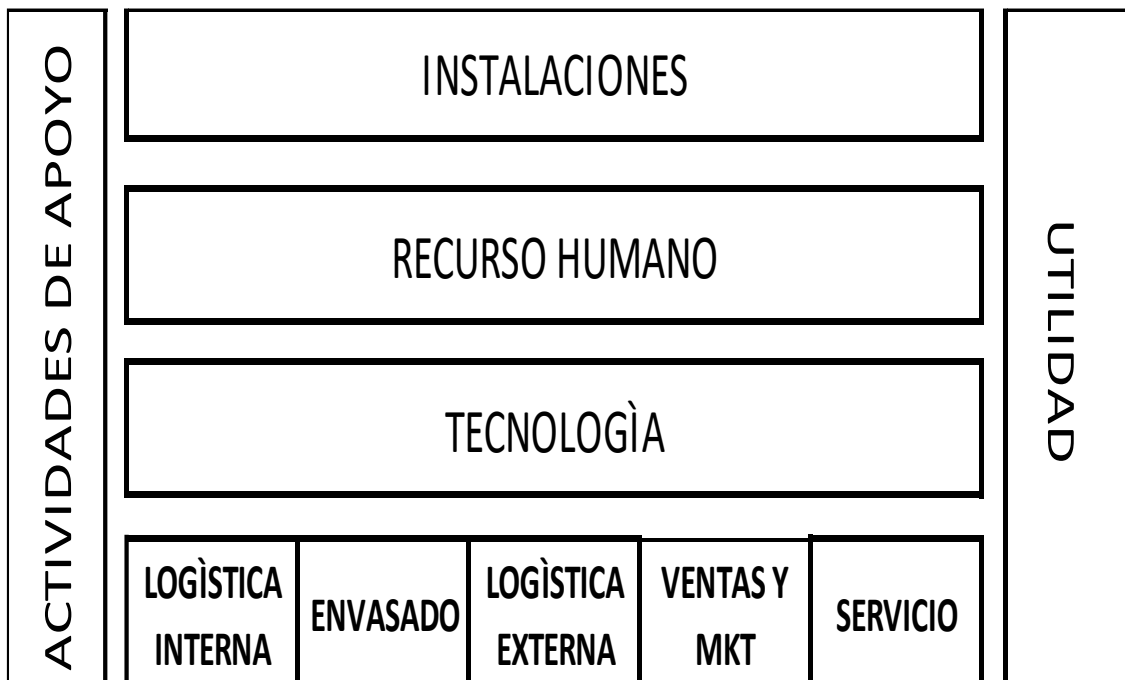 ACTIVIDADES DE APOYO
INSTALACIONES
RECURSO HUMANO
TECNOLOGÌA
LOGÌSTICA
INTERNA
ENVASADO
LOGÌSTICA
EXTERNA
VENTAS Y
MKT
SERVICIO
UTILIDAD